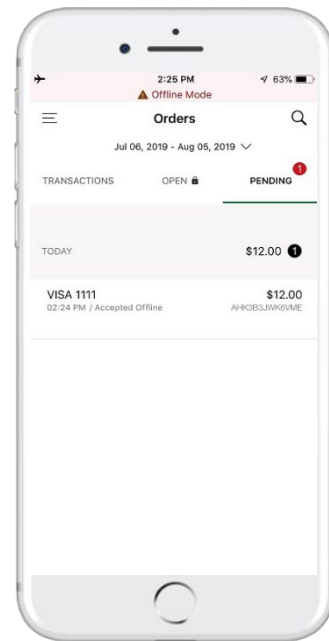 2:25 PM 63%
Offline Mode
Orders
Jul 06, 2019 - Aug 05, 2019
TRANSACTIONS OPEN PENDING 1
TODAY $12.00 1
VISA 1111 $12.00
02:24 PM / Accepted Offline AHK3B3JWK6VME